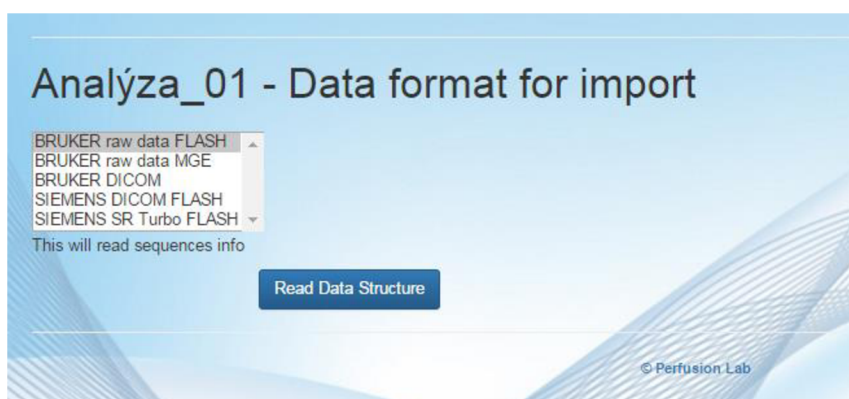 Analýza_01 - Data format for import
BRUKER raw data FLASH
BRUKER raw data MGE
BRUKER DICOM
SIEMENS DICOM FLASH
SIEMENS SR Turbo FLASH
This will read sequences info
Read Data Structure
© Perfusion Lab